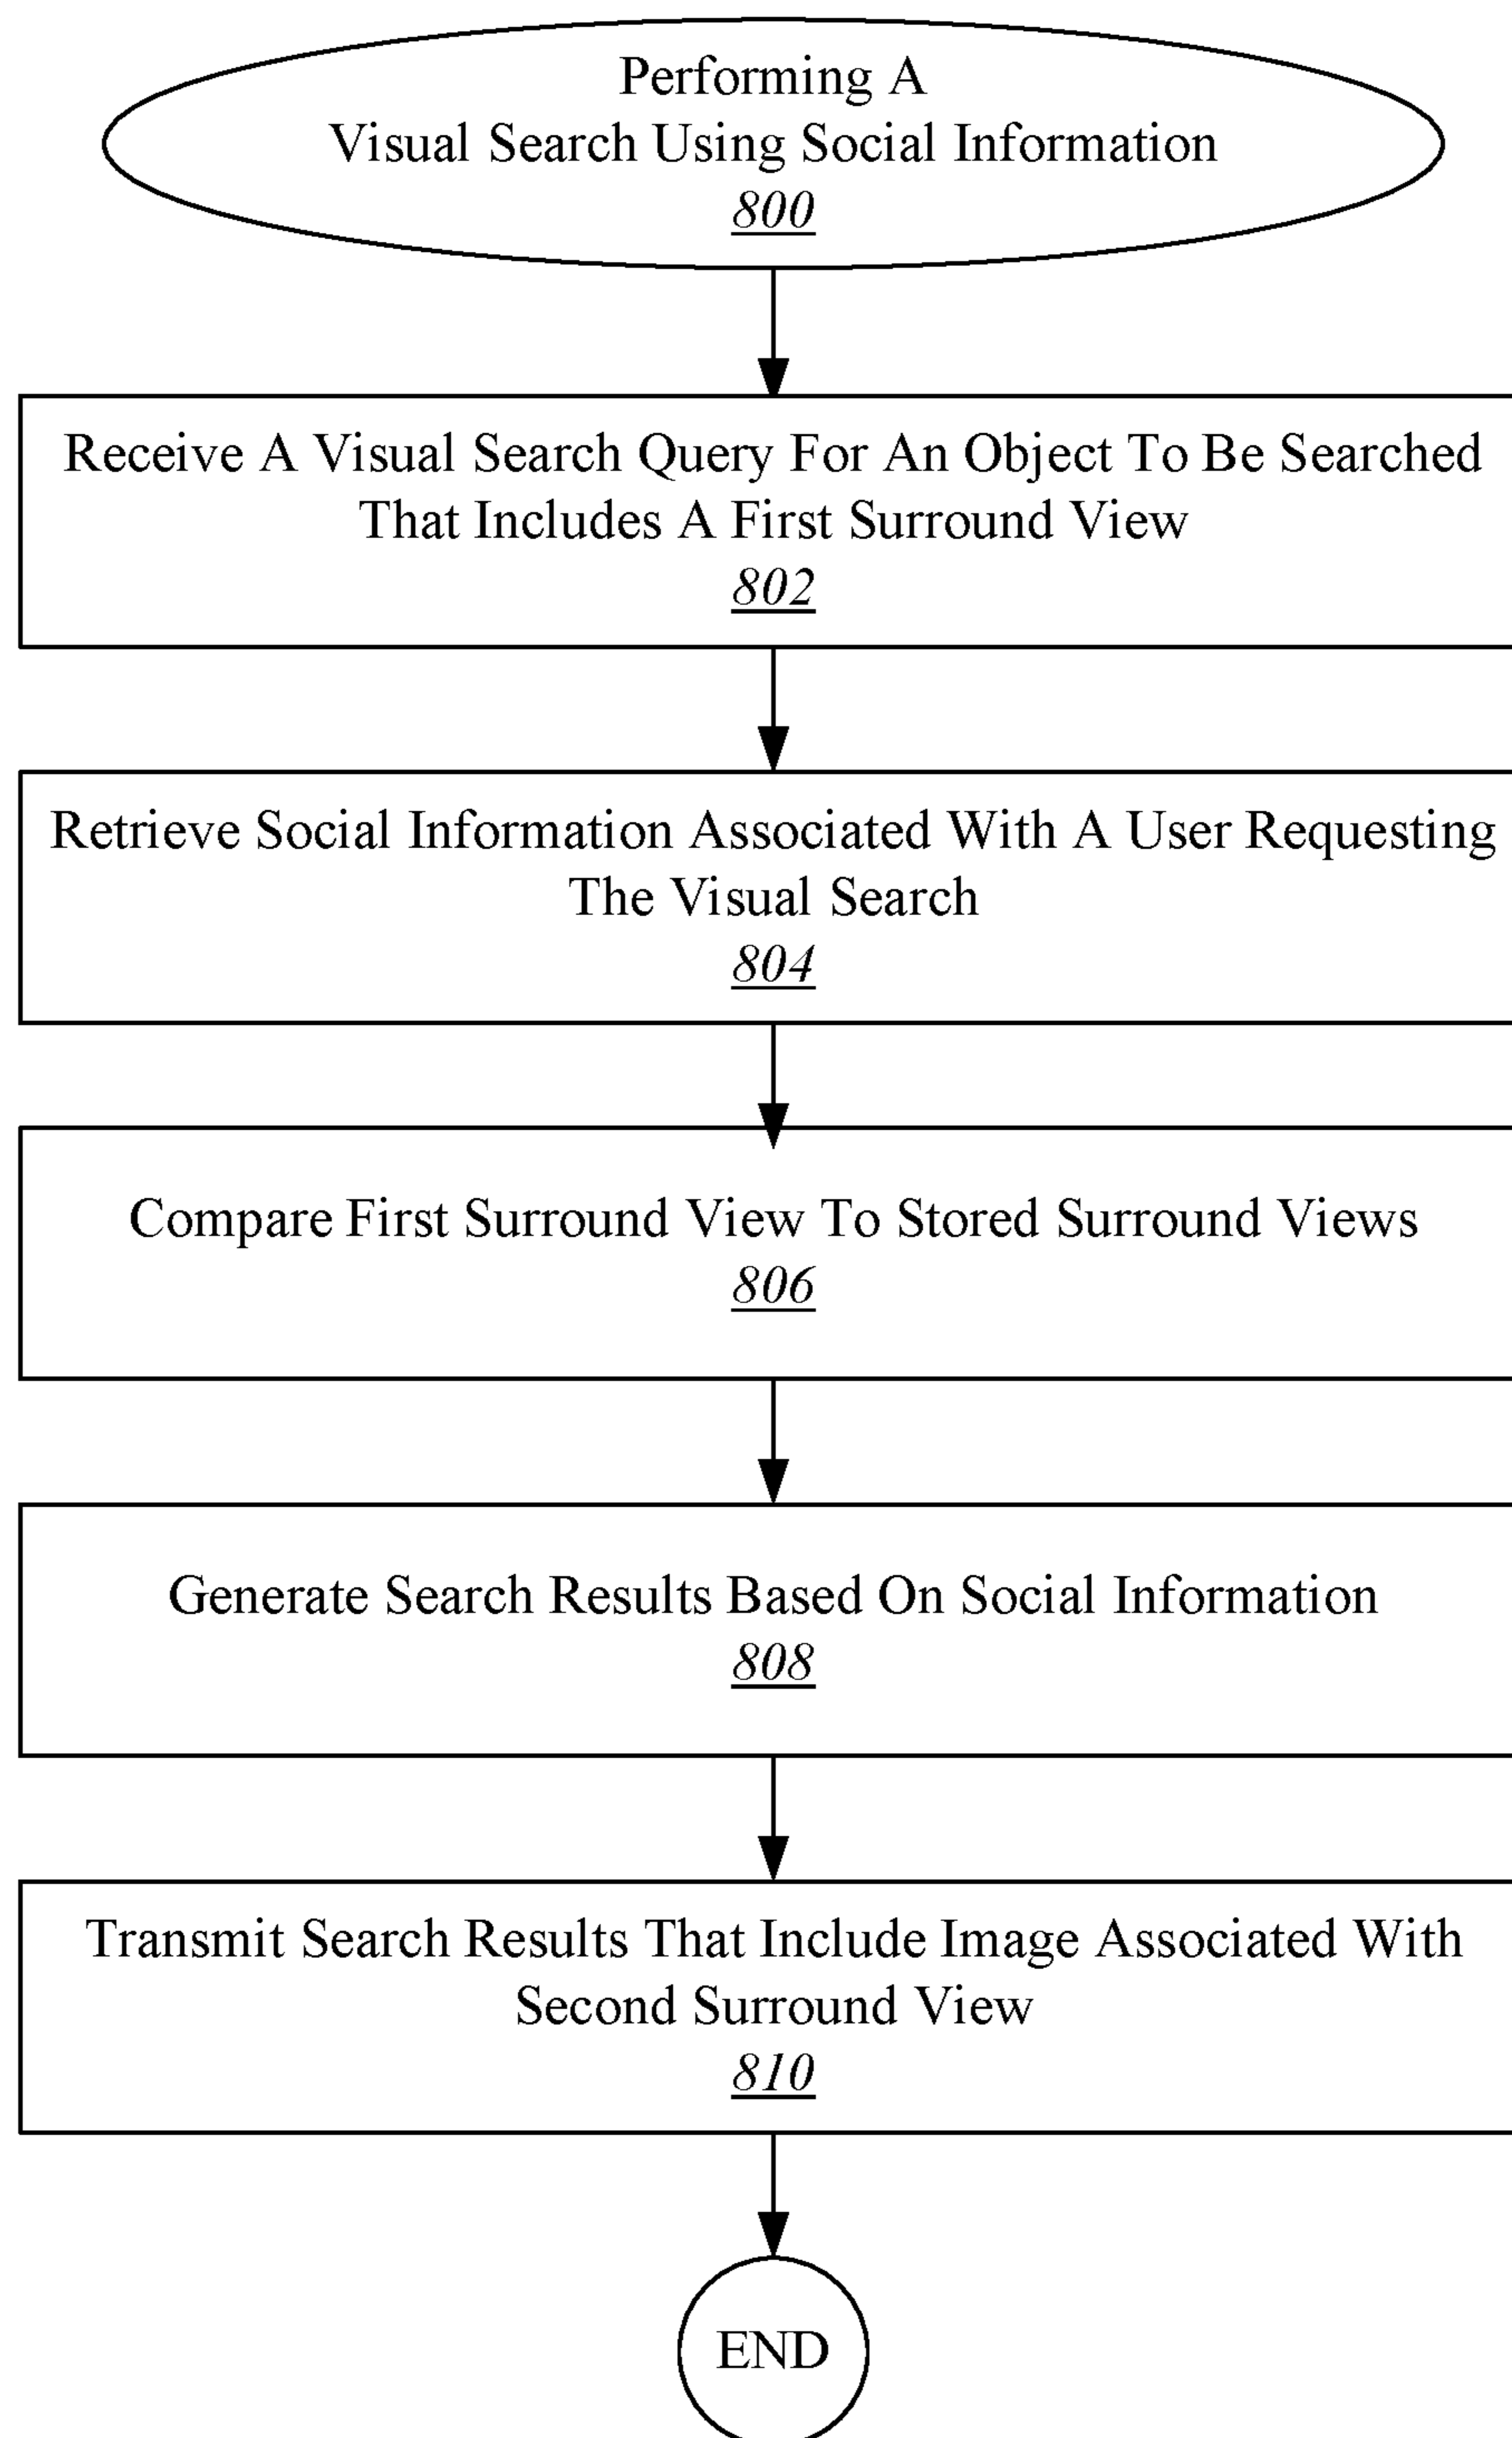 Performing A
Visual Search Using Social Information
800
Receive A Visual Search Query For An Object To Be Searched
That Includes A First Surround View
802
Retrieve Social Information Associated With A User Requesting
The Visual Search
804
Compare First Surround View To Stored Surround Views
806
Generate Search Results Based On Social Information
808
Transmit Search Results That Include Image Associated With
Second Surround View
810
END